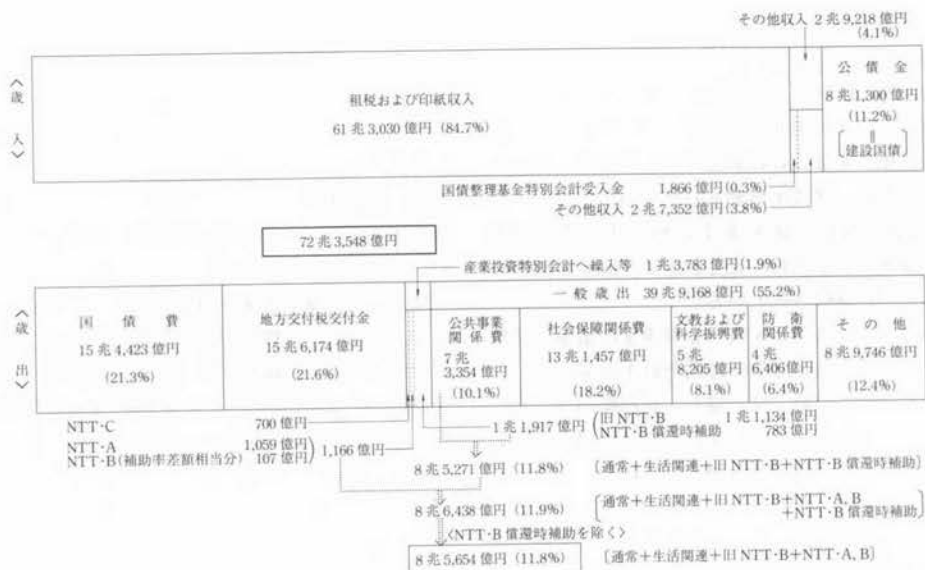 その他収入 2兆9,218億円
(4.1%)
〈歳入〉
租税および印紙収入
61兆3,030億円(84.7%)
公債金
8兆1,300億円
(11.2%)
〔‖建設国債〕
国債整理基金特別会計受入金 1,866億円(0.3%)
その他収入 2兆7,352億円(3.8%)
72兆3,548億円
産業投資特別会計へ繰入等 1兆3,783億円(1.9%)
〈歳出〉
一般歳出 39兆9,168億円(55.2%)
国債費
15兆4,423億円
(21.3%)
地方交付税交付金
15兆6,174億円
(21.6%)
公共事業
関係費
7兆
3,354億円
(10.1%)
社会保障関係費
13兆1,457億円
(18.2%)
文教および
科学振興費
5兆
8,205億円
(8.1%)
防衛
関係費
4兆
6,406億円
(6.4%)
その他
8兆9,746億円
(12.4%)
NTT・C 700億円
NTT・A 1,059億円
NTT・B(補助率差額相当分) 107億円
1,166億円
1兆1,917億円
旧NTT・B 1兆1,134億円
NTT・B償還時補助 783億円
8兆5,271億円(11.8%) 〔通常+生活関連+旧NTT・B+NTT・B償還時補助〕
8兆6,438億円(11.9%) 〔通常+生活関連+旧NTT・B+NTT・A, B
+NTT・B償還時補助〕
〈NTT・B償還時補助を除く〉
8兆5,654億円(11.8%) 〔通常+生活関連+旧NTT・B+NTT・A, B〕